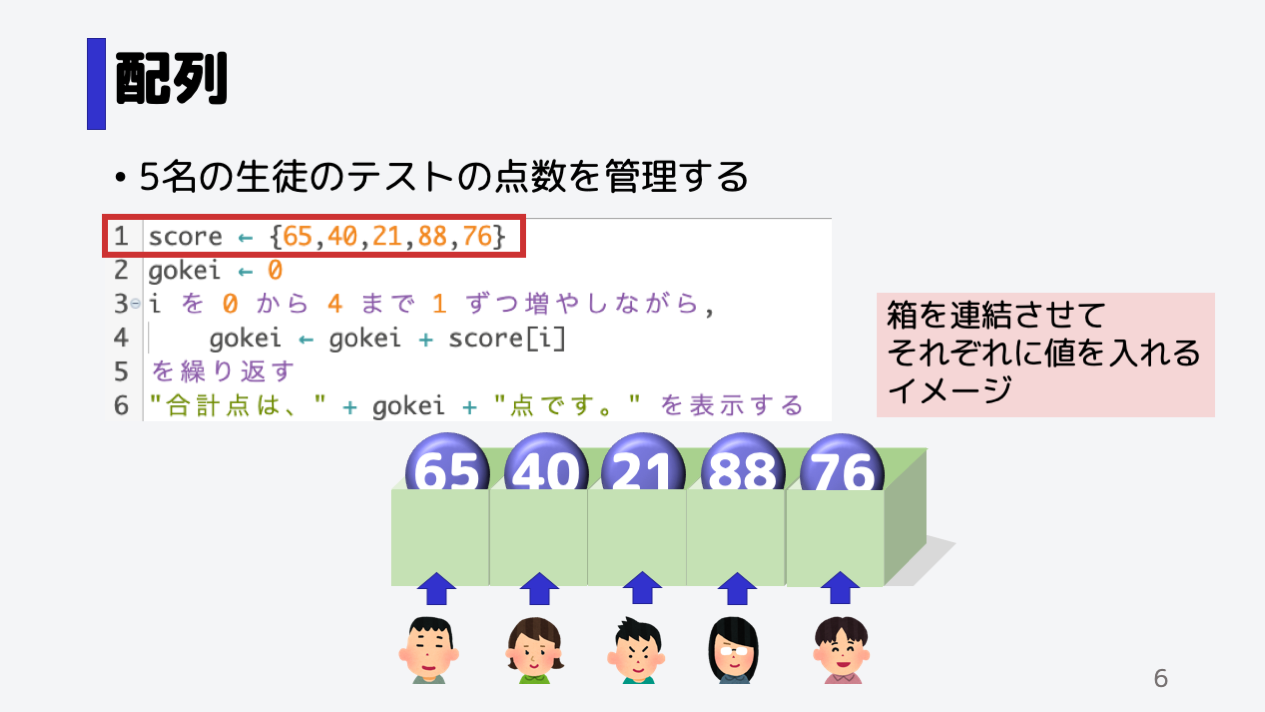 配列
• 5名の生徒のテストの点数を管理する
1 score ← {65,40,21,88,76}
2 gokei ← 0
3 i を 0 から 4 まで 1 ずつ増やしながら,
4 gokei ← gokei + score[i]
5 を繰り返す
6 "合計点は、" + gokei + "点です。" を表示する
箱を連結させて
それぞれに値を入れる
イメージ
65 40 21 88 76
6